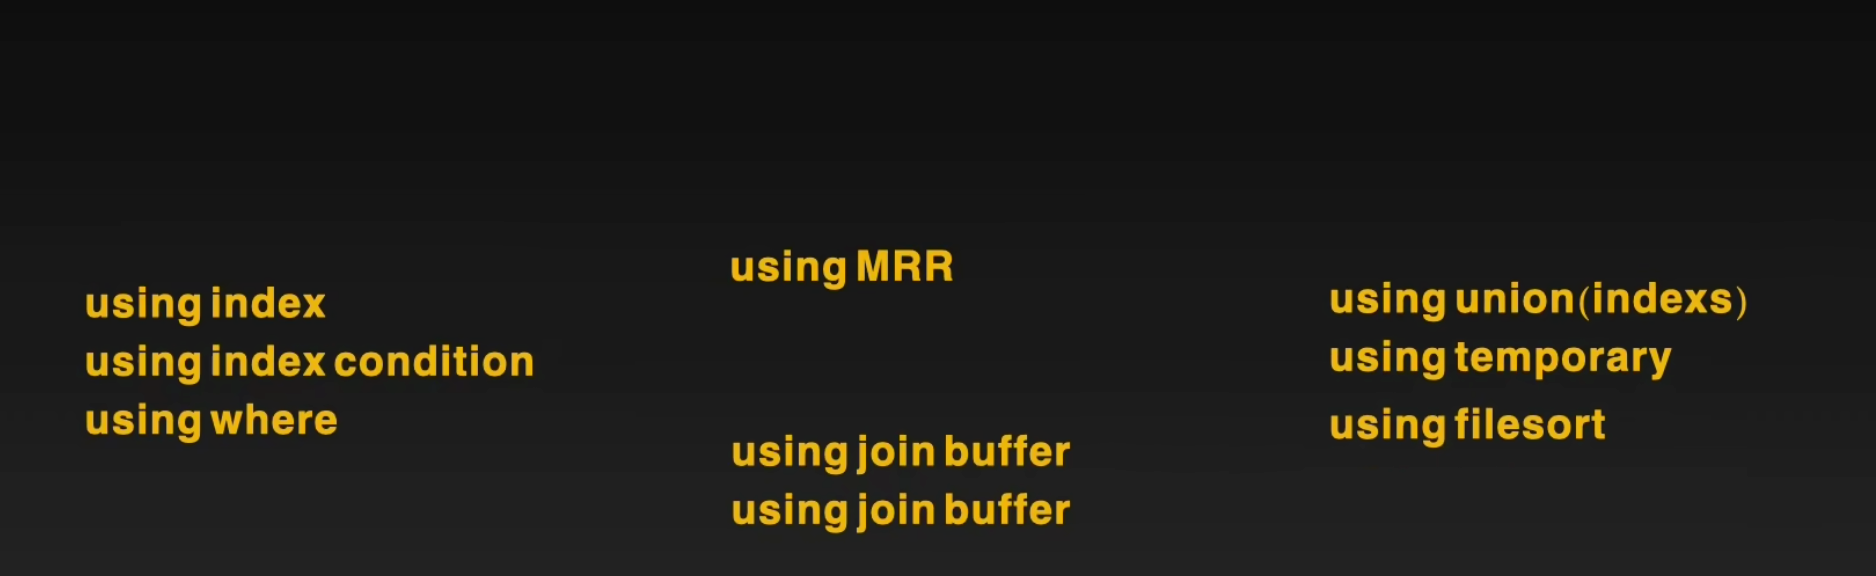 using index
using index condition
using where
using MRR
using join buffer
using join buffer
using union(indexs)
using temporary
using filesort